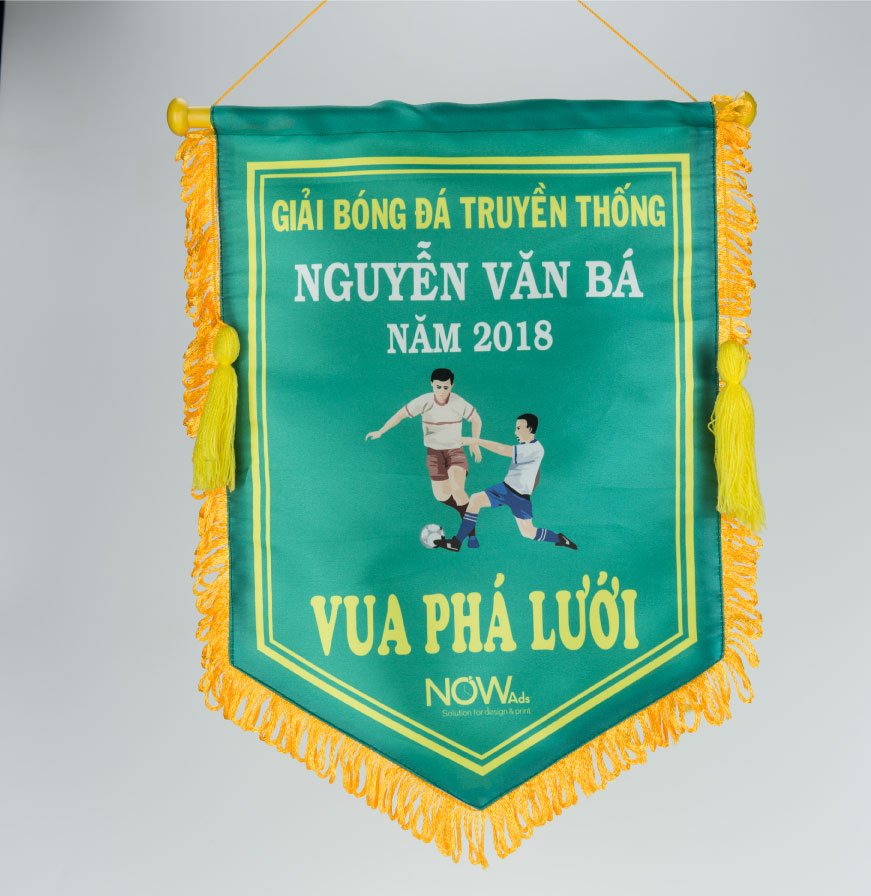 GIẢI BÓNG ĐÁ TRUYỀN THỐNG
NGUYỄN VĂN BÁ
NĂM 2018
VUA PHÁ LƯỚI
NOWAds
Solution for design & print